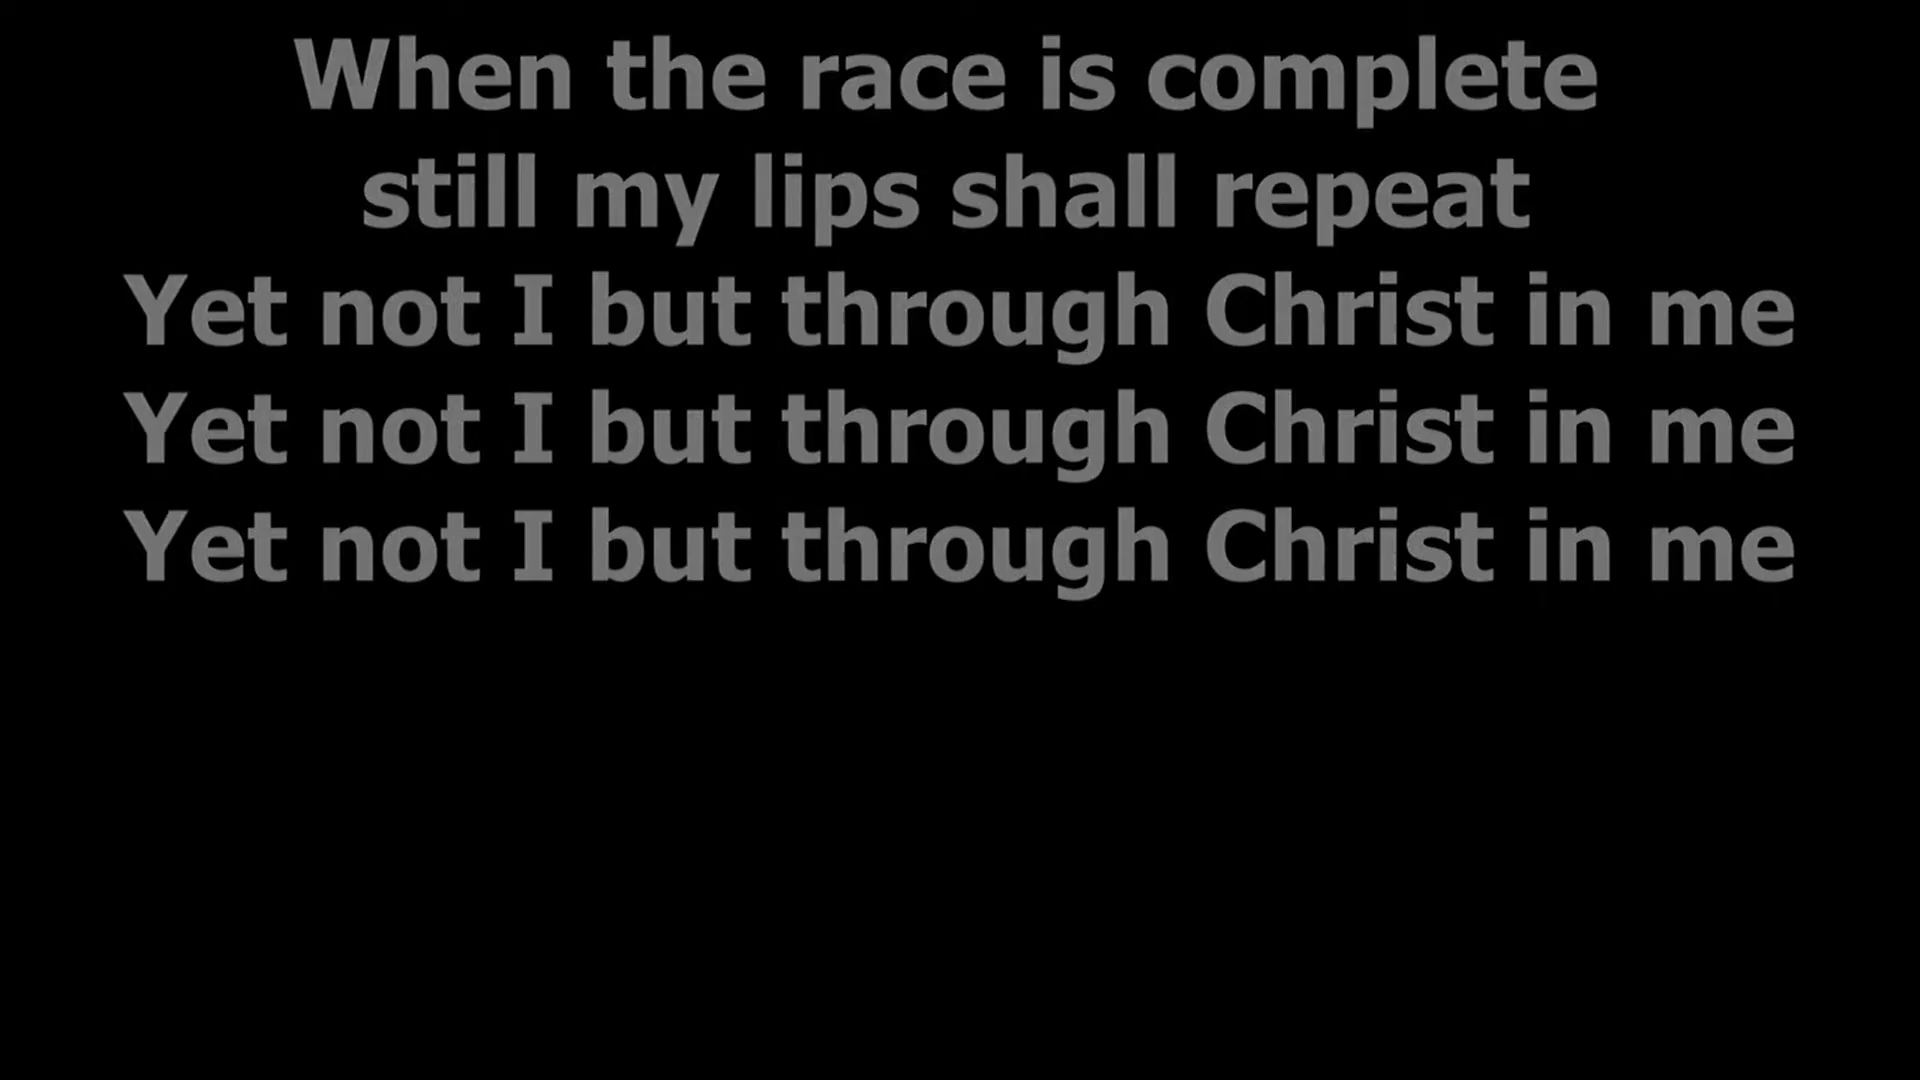 When the race is complete
still my lips shall repeat
Yet not I but through Christ in me
Yet not I but through Christ in me
Yet not I but through Christ in me